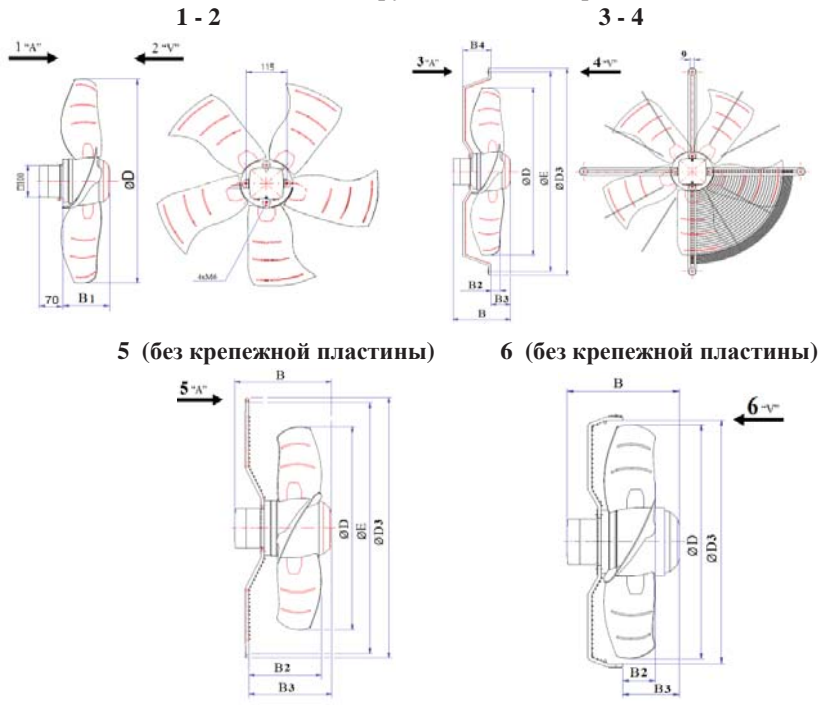 1 - 2
3 - 4
1 "A"
2 "V"
115
ØD
70
B1
3 "A"
4 "V"
B4
9
ØD
ØE
ØD3
B2
B3
B
5 (без крепежной пластины)
6 (без крепежной пластины)
5 "A"
B
ØD
ØE
ØD3
B2
B3
6 "V"
B
ØD
ØD3
B2
B3